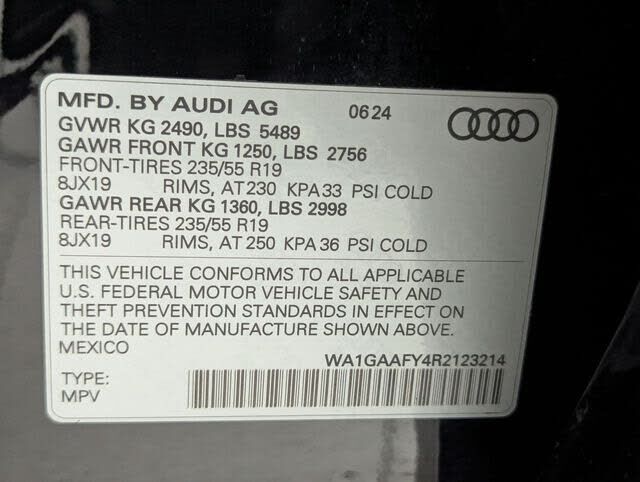 MFD. BY AUDI AG 0624
GVWR KG 2490, LBS 5489
GAWR FRONT KG 1250, LBS 2756
FRONT-TIRES 235/55 R19
8JX19 RIMS, AT 230 KPA 33 PSI COLD
GAWR REAR KG 1360, LBS 2998
REAR-TIRES 235/55 R19
8JX19 RIMS, AT 250 KPA 36 PSI COLD
THIS VEHICLE CONFORMS TO ALL APPLICABLE
U.S. FEDERAL MOTOR VEHICLE SAFETY AND
THEFT PREVENTION STANDARDS IN EFFECT ON
THE DATE OF MANUFACTURE SHOWN ABOVE.
MEXICO
WA1GAAFY4R2123214
TYPE:
MPV